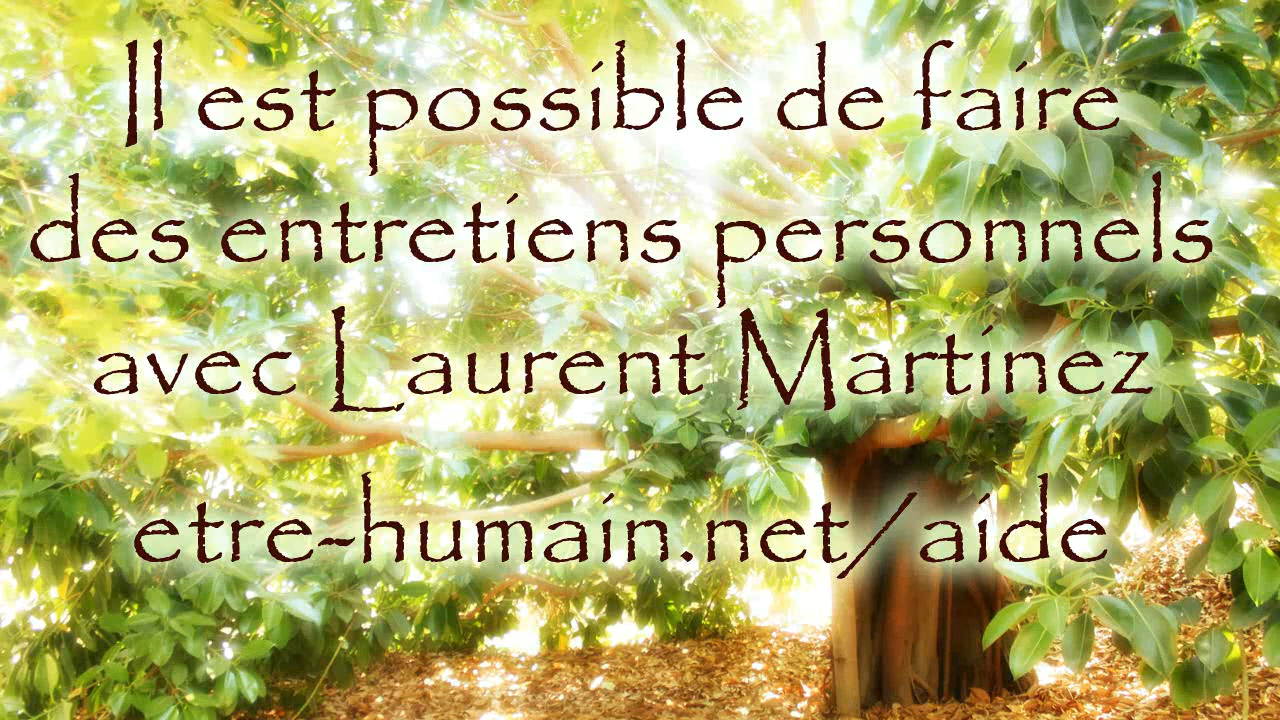 Il est possible de faire
des entretiens personnels
avec Laurent Martinez
etre-humain.net/aide